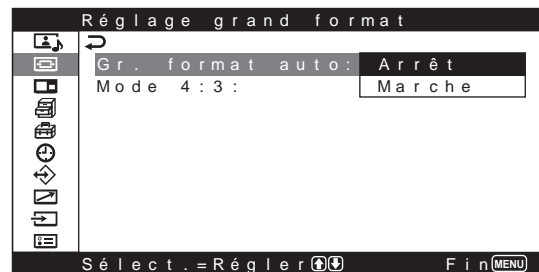 Réglage grand format
Gr. format auto: Arrêt
Mode 4:3: Marche
Sélect.=Régler Fin MENU